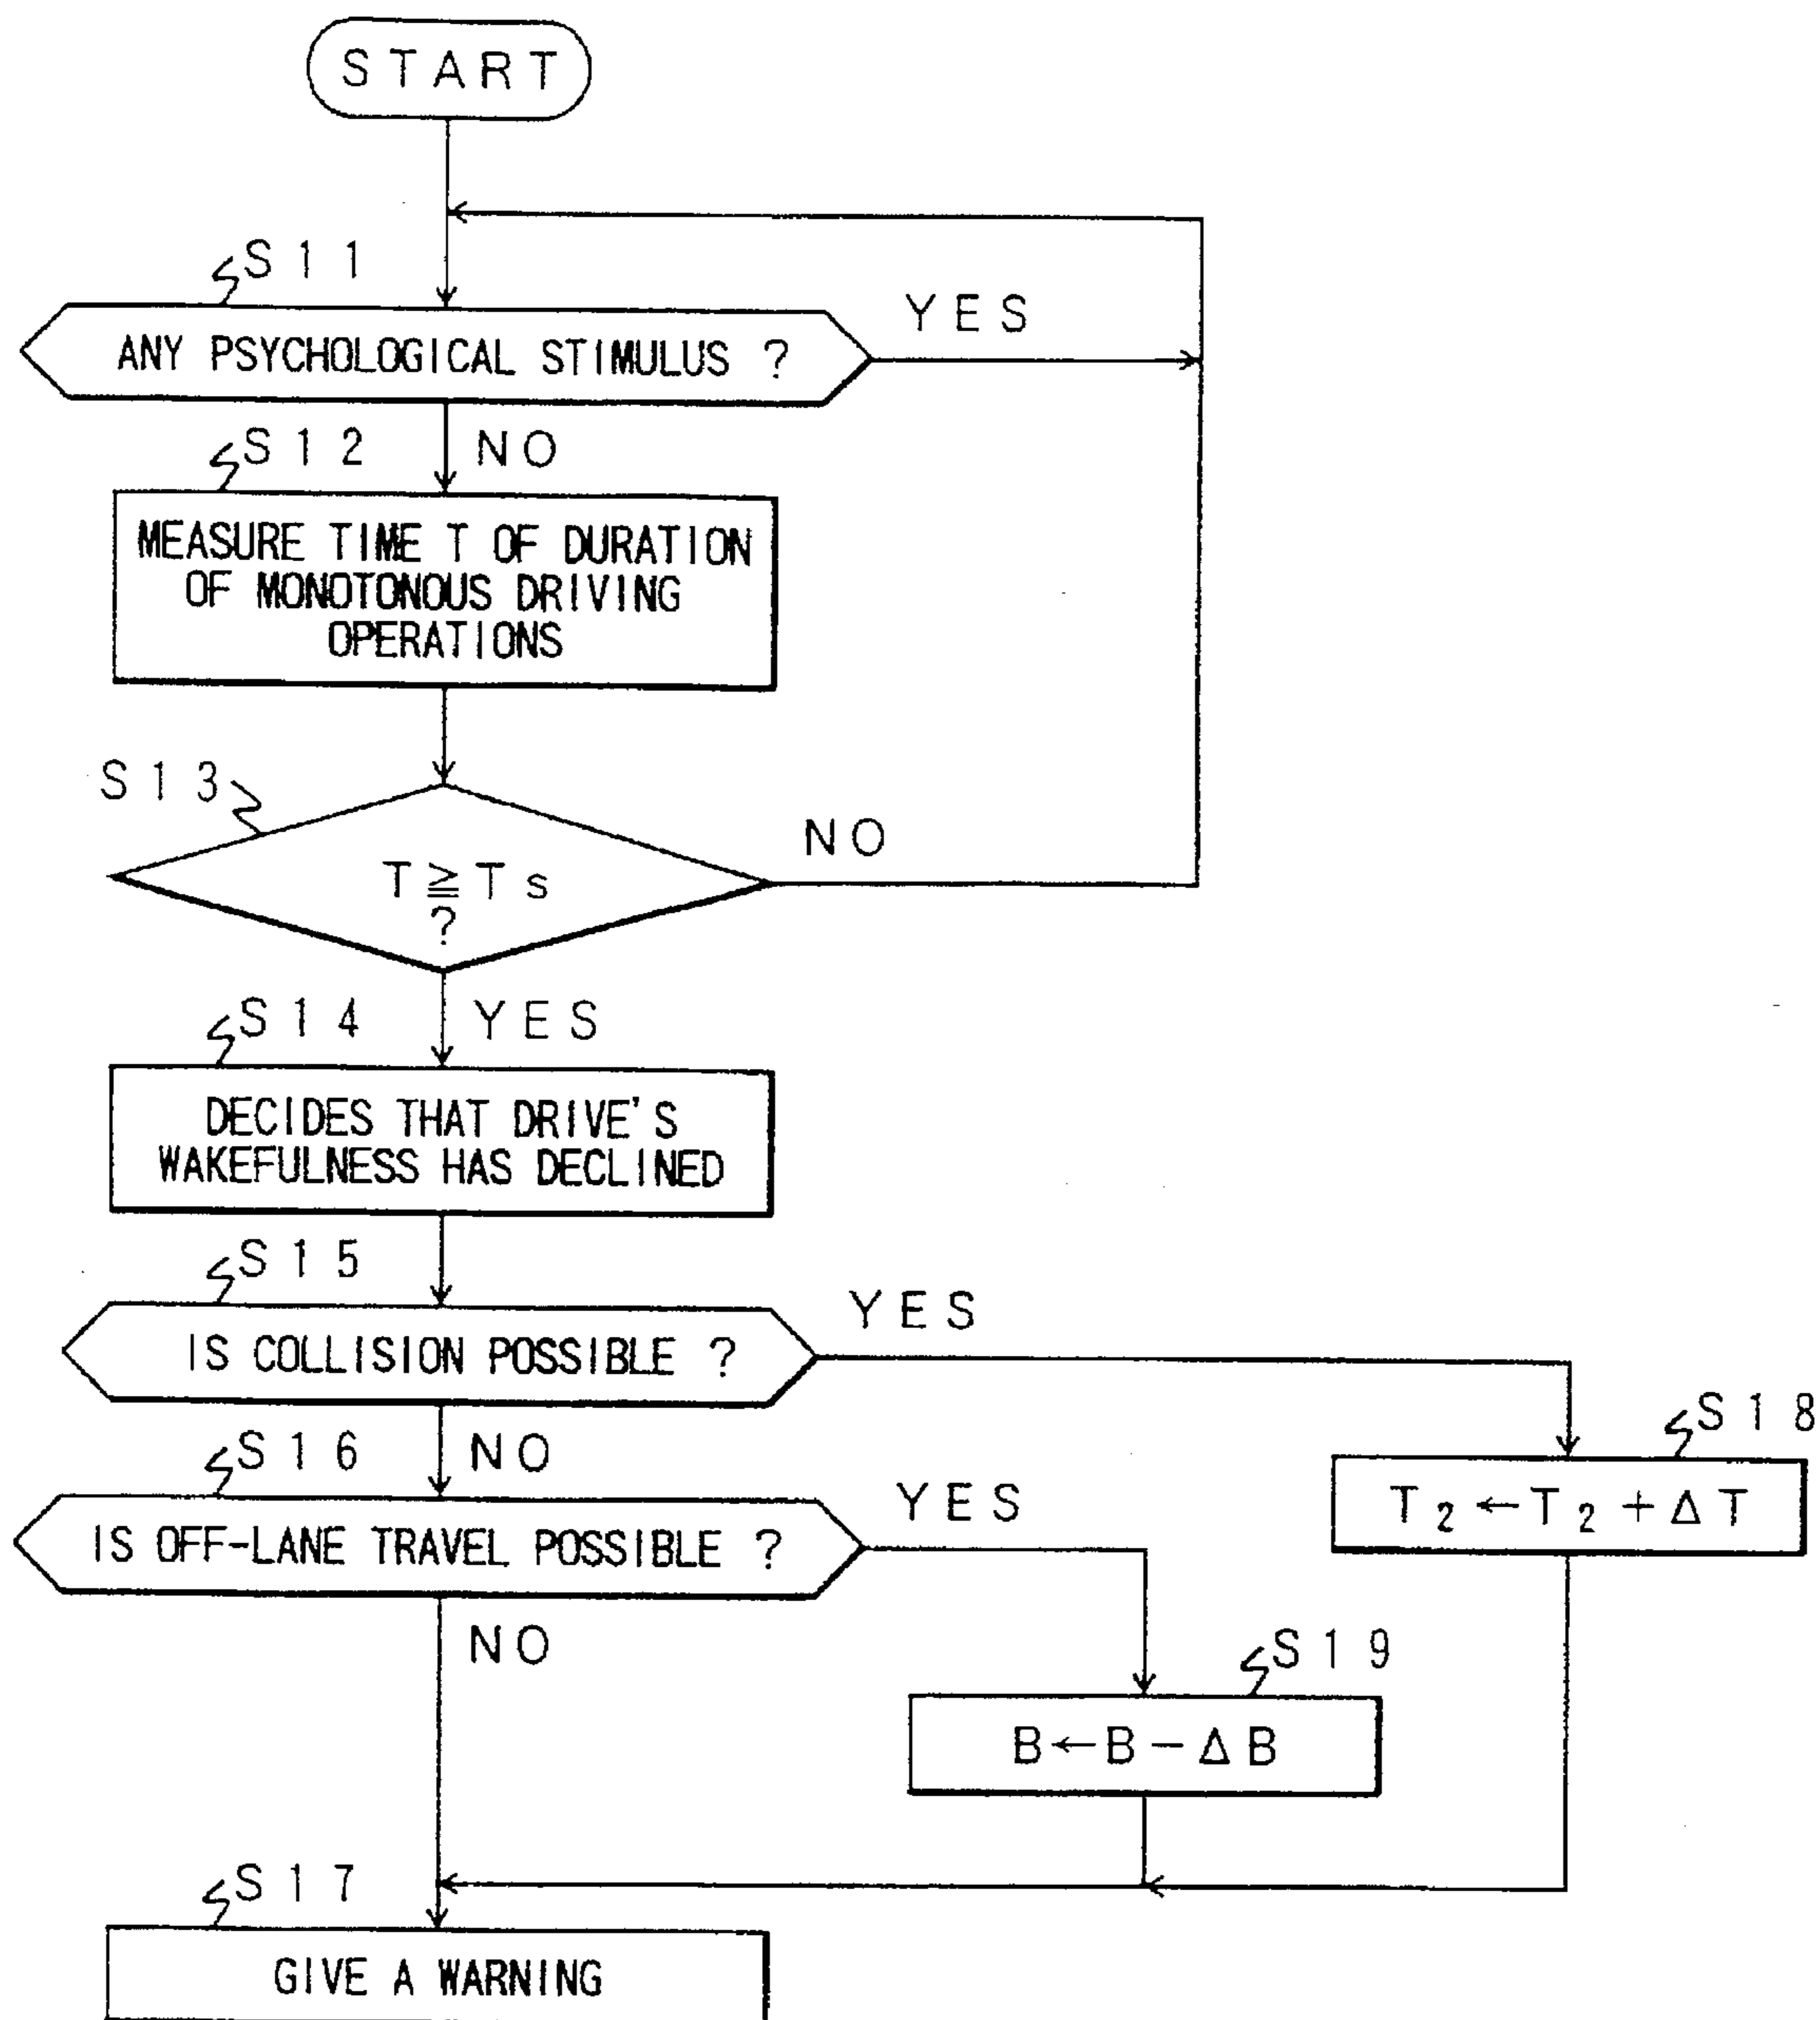 START
S11
ANY PSYCHOLOGICAL STIMULUS ?
YES
S12
NO
MEASURE TIME T OF DURATION
OF MONOTONOUS DRIVING
OPERATIONS
S13
T ≧ Ts
?
NO
S14
YES
DECIDES THAT DRIVE'S
WAKEFULNESS HAS DECLINED
S15
IS COLLISION POSSIBLE ?
YES
S16
NO
S18
T₂ ← T₂ + Δ T
IS OFF-LANE TRAVEL POSSIBLE ?
YES
NO
S19
B ← B − Δ B
S17
GIVE A WARNING